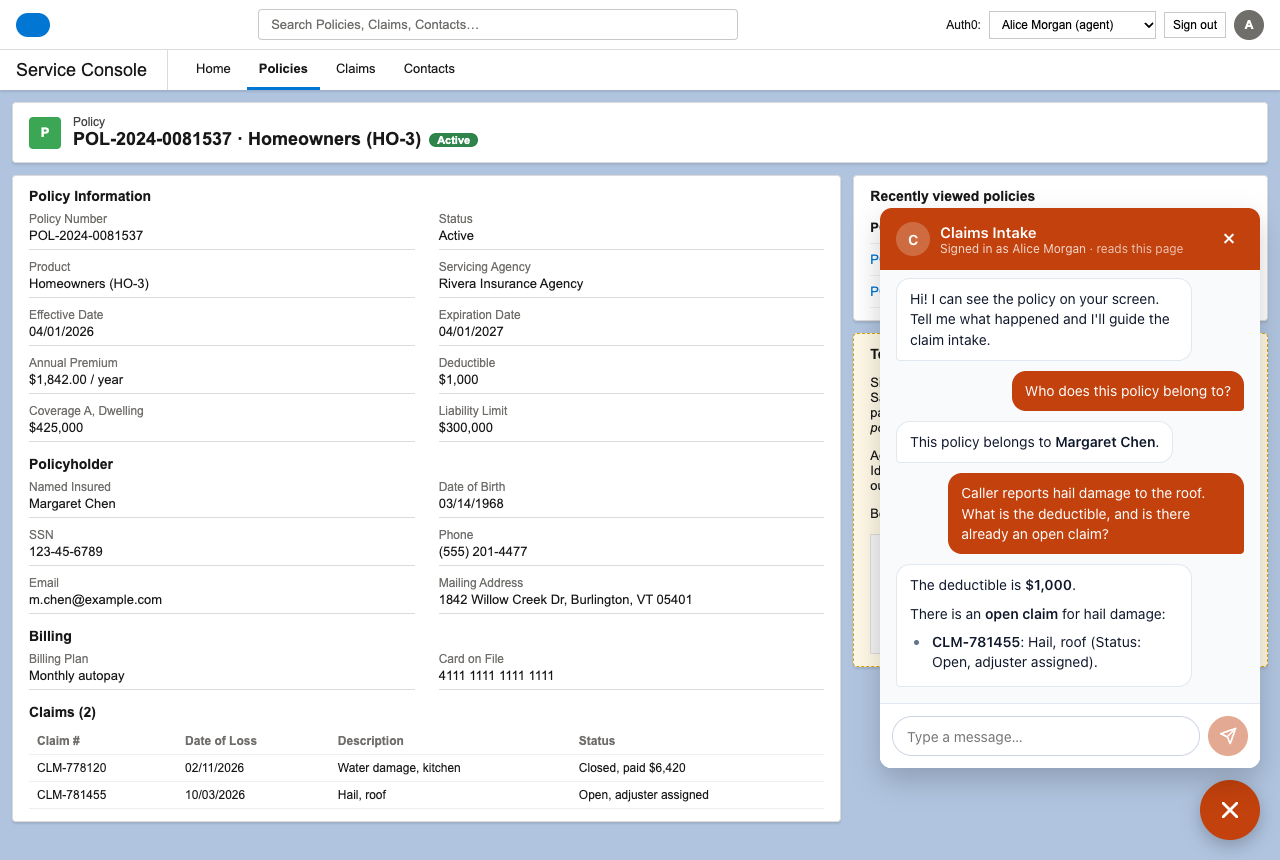 Search Policies, Claims, Contacts…
Auth0:
Alice Morgan (agent)
Sign out
A
Service Console
Home
Policies
Claims
Contacts
P
Policy
POL-2024-0081537 · Homeowners (HO-3)
Active
Policy Information
Policy Number
POL-2024-0081537
Status
Active
Product
Homeowners (HO-3)
Servicing Agency
Rivera Insurance Agency
Effective Date
04/01/2026
Expiration Date
04/01/2027
Annual Premium
$1,842.00 / year
Deductible
$1,000
Coverage A, Dwelling
$425,000
Liability Limit
$300,000
Policyholder
Named Insured
Margaret Chen
Date of Birth
03/14/1968
SSN
123-45-6789
Phone
(555) 201-4477
Email
m.chen@example.com
Mailing Address
1842 Willow Creek Dr, Burlington, VT 05401
Billing
Billing Plan
Monthly autopay
Card on File
4111 1111 1111 1111
Claims (2)
Claim # Date of Loss Description Status
CLM-778120 02/11/2026 Water damage, kitchen Closed, paid $6,420
CLM-781455 10/03/2026 Hail, roof Open, adjuster assigned
Recently viewed policies
C
Claims Intake
Signed in as Alice Morgan · reads this page
Hi! I can see the policy on your screen.
Tell me what happened and I'll guide the
claim intake.
Who does this policy belong to?
This policy belongs to Margaret Chen.
Caller reports hail damage to the roof.
What is the deductible, and is there
already an open claim?
The deductible is $1,000.
There is an open claim for hail damage:
• CLM-781455: Hail, roof (Status:
Open, adjuster assigned).
Type a message…